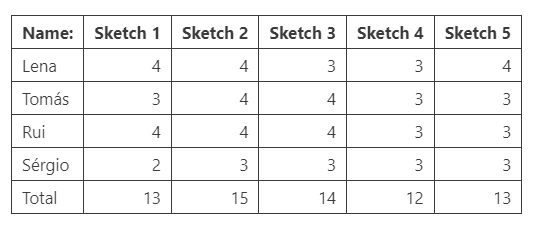 Name: Sketch 1 Sketch 2 Sketch 3 Sketch 4 Sketch 5
Lena 4 4 3 3 4
Tomás 3 4 4 3 3
Rui 4 4 4 3 3
Sérgio 2 3 3 3 3
Total 13 15 14 12 13